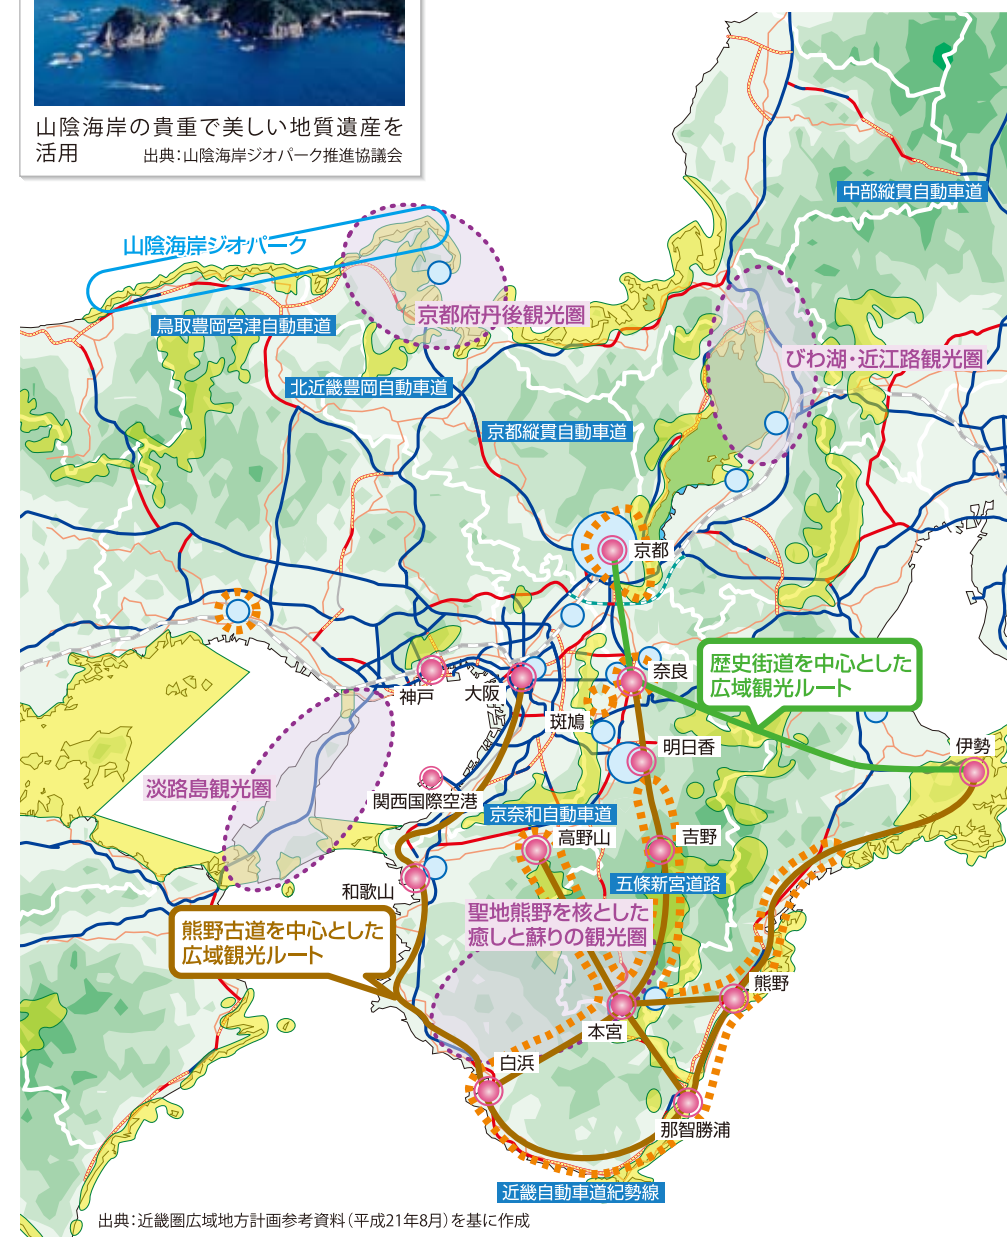 山陰海岸の貴重で美しい地質遺産を
活用
出典：山陰海岸ジオパーク推進協議会
中部縦貫自動車道
山陰海岸ジオパーク
京都府丹後観光圏
鳥取豊岡宮津自動車道
びわ湖・近江路観光圏
北近畿豊岡自動車道
京都縦貫自動車道
京都
歴史街道を中心とした
広域観光ルート
奈良
神戸
大阪
斑鳩
明日香
伊勢
淡路島観光圏
関西国際空港
京奈和自動車道
高野山
吉野
五條新宮道路
和歌山
聖地熊野を核とした
癒しと蘇りの観光圏
熊野古道を中心とした
広域観光ルート
熊野
本宮
白浜
那智勝浦
近畿自動車道紀勢線
出典：近畿圏広域地方計画参考資料（平成21年8月）を基に作成